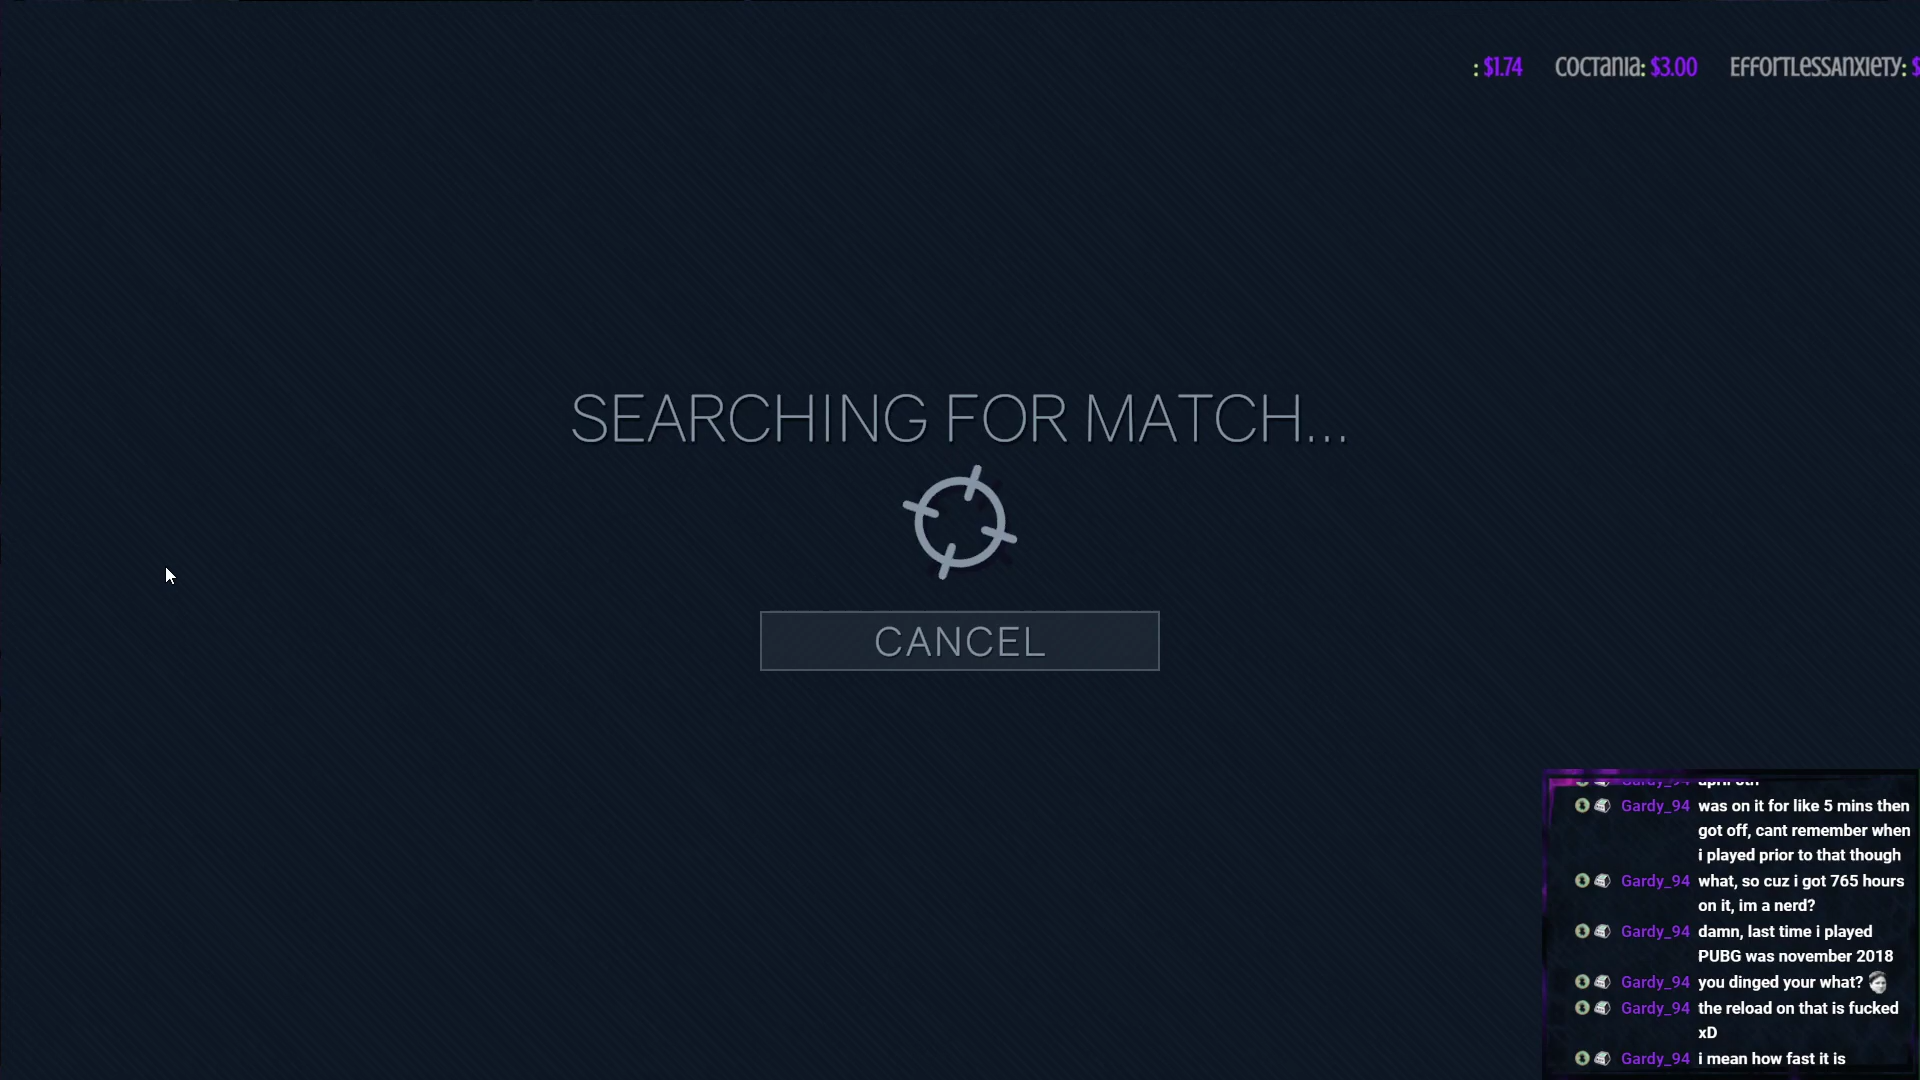 : $1.74 COCTANIA: $3.00 EFFORTLESSANXIETY: $
SEARCHING FOR MATCH...
CANCEL
Gardy_94 april 6th
Gardy_94 was on it for like 5 mins then
got off, cant remember when
i played prior to that though
Gardy_94 what, so cuz i got 765 hours
on it, im a nerd?
Gardy_94 damn, last time i played
PUBG was november 2018
Gardy_94 you dinged your what?
Gardy_94 the reload on that is fucked
xD
Gardy_94 i mean how fast it is